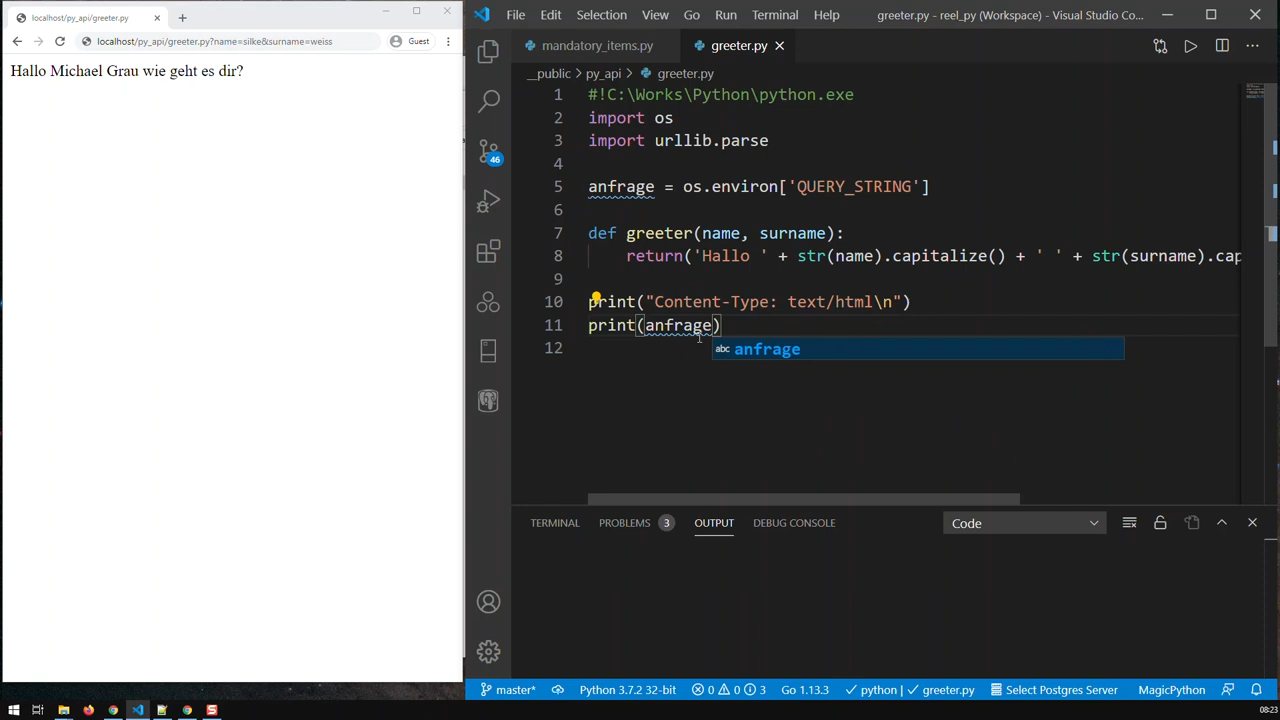 localhost/py_api/greeter.py
localhost/py_api/greeter.py?name=silke&surname=weiss
Guest
Hallo Michael Grau wie geht es dir?
File Edit Selection View Go Run Terminal Help
greeter.py - reel_py (Workspace) - Visual Studio Co...
mandatory_items.py
greeter.py
__public > py_api > greeter.py
1 #!C:\Works\Python\python.exe
2 import os
3 import urllib.parse
4
5 anfrage = os.environ['QUERY_STRING']
6
7 def greeter(name, surname):
8 return('Hallo ' + str(name).capitalize() + ' ' + str(surname).cap
9
10 print("Content-Type: text/html\n")
11 print(anfrage)
abc anfrage
12
46
TERMINAL PROBLEMS 3 OUTPUT DEBUG CONSOLE
Code
master* Python 3.7.2 32-bit 0 0 3 Go 1.13.3 python | greeter.py Select Postgres Server MagicPython
08:23